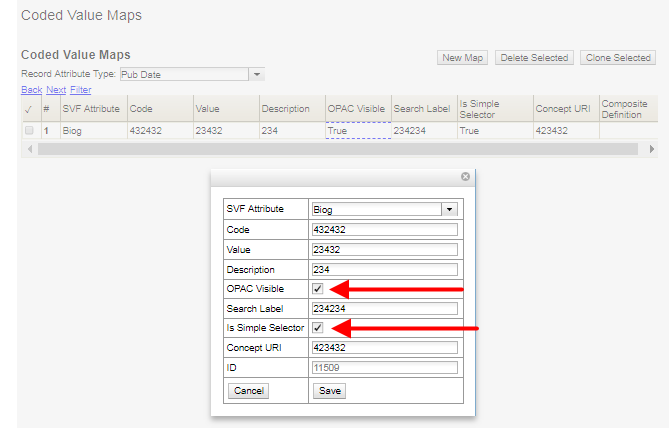 Coded Value Maps
Coded Value Maps
New Map Delete Selected Clone Selected
Record Attribute Type: Pub Date
Back Next Filter
✓ # SVF Attribute Code Value Description OPAC Visible Search Label Is Simple Selector Concept URI Composite Definition
1 Biog 432432 23432 234 True 234234 True 423432
SVF Attribute Biog
Code 432432
Value 23432
Description 234
OPAC Visible
Search Label 234234
Is Simple Selector
Concept URI 423432
ID 11509
Cancel Save